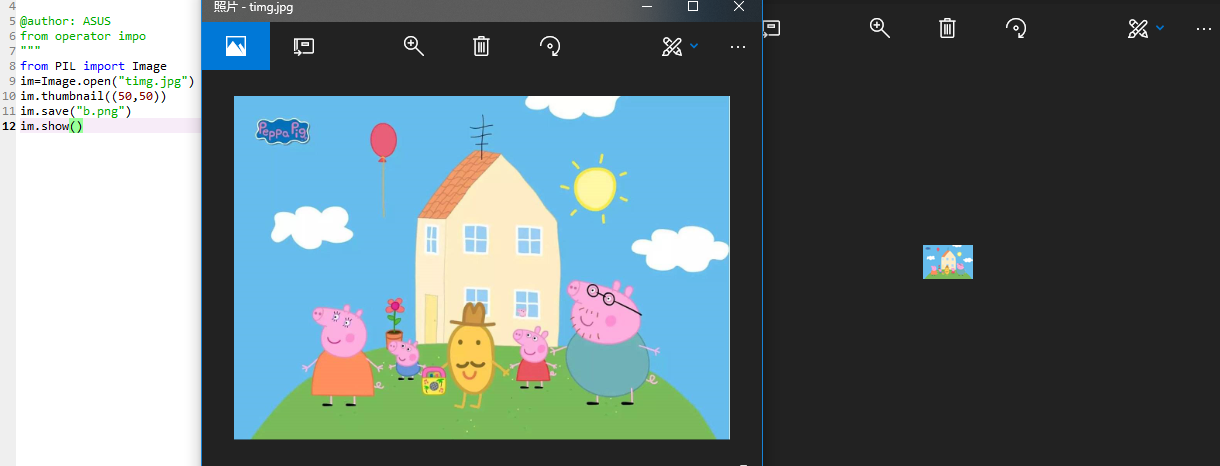 4
5 @author: ASUS
6 from operator impo
7 """
8 from PIL import Image
9 im=Image.open("timg.jpg")
10 im.thumbnail((50,50))
11 im.save("b.png")
12 im.show()
照片 - timg.jpg
Peppa Pig